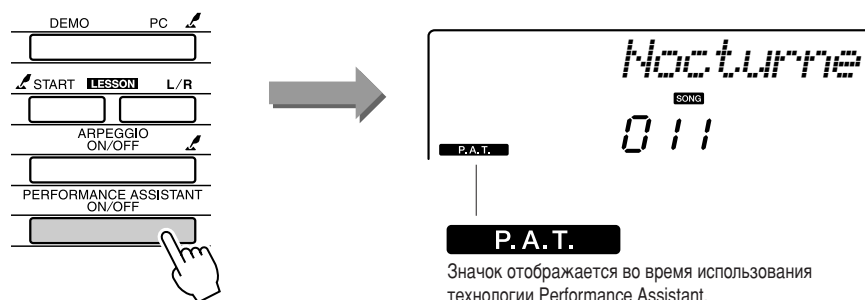 DEMO PC
START LESSON L/R
ARPEGGIO
ON/OFF
PERFORMANCE ASSISTANT
ON/OFF
Nocturne
SONG
011
P.A.T.
P.A.T.
Значок отображается во время использования
технологии Performance Assistant